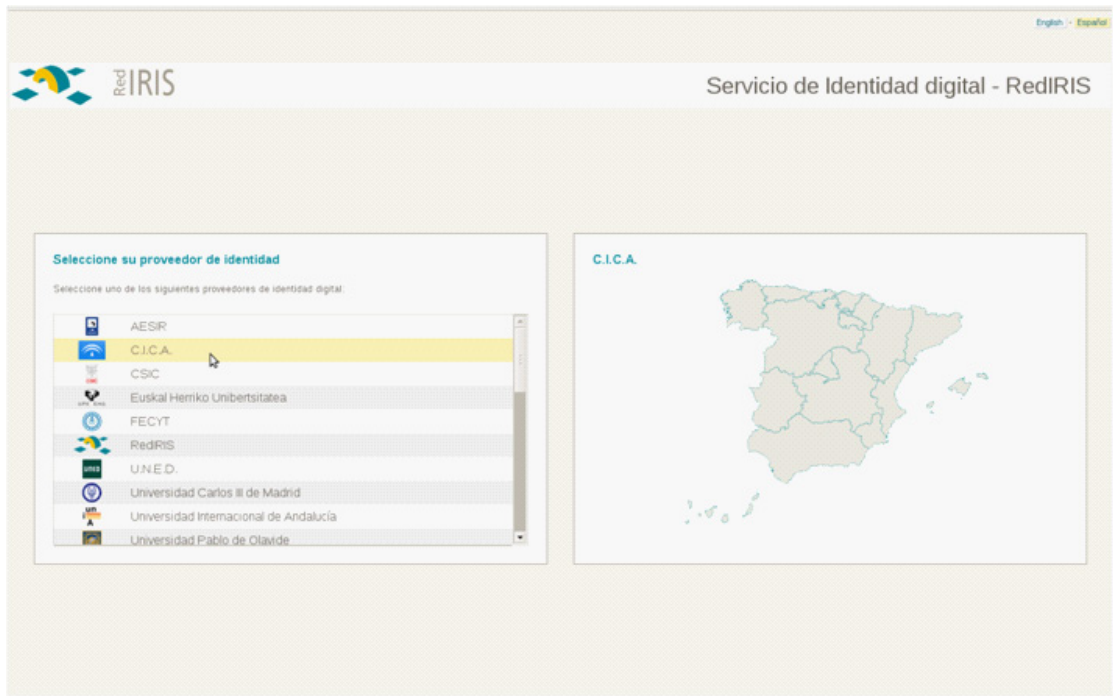 English - Español
Red IRIS
Servicio de Identidad digital - RedIRIS
Seleccione su proveedor de identidad
Seleccione uno de los siguientes proveedores de identidad digital:
AESIR
C.I.C.A.
CSIC
Euskal Herriko Unibertsitatea
FECYT
RedIRIS
U.N.E.D.
Universidad Carlos III de Madrid
Universidad Internacional de Andalucía
Universidad Pablo de Olavide
C.I.C.A.